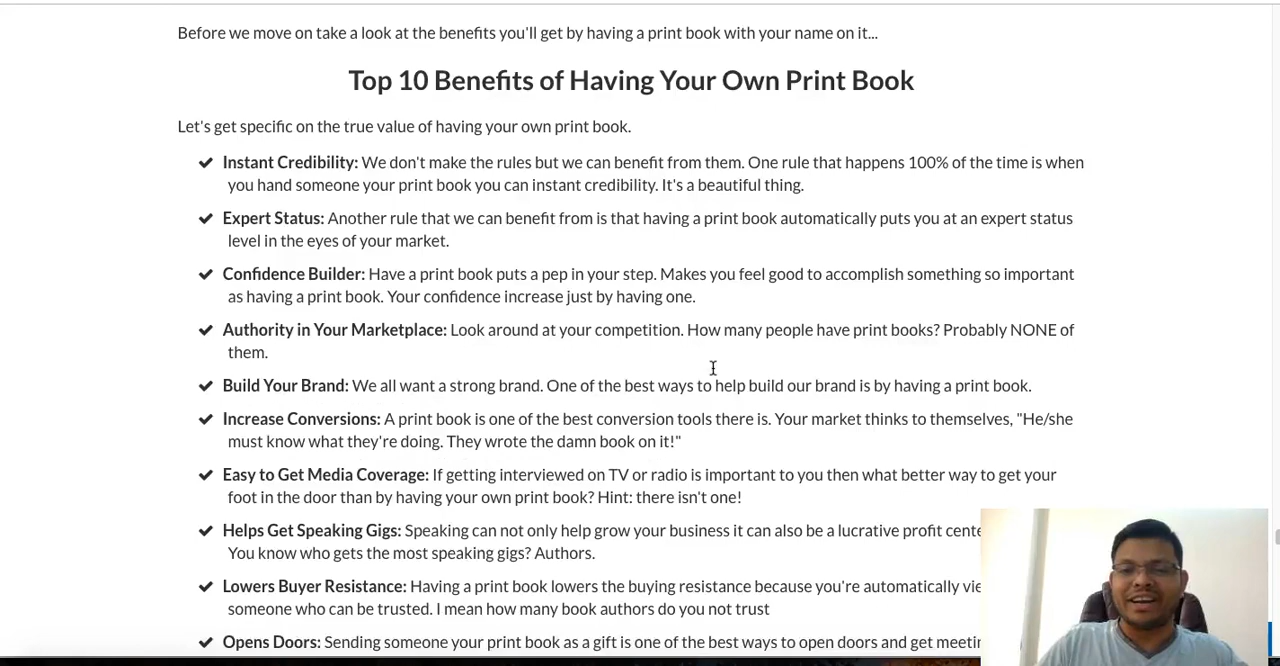 Before we move on take a look at the benefits you'll get by having a print book with your name on it...
Top 10 Benefits of Having Your Own Print Book
Let's get specific on the true value of having your own print book.
✔ Instant Credibility: We don't make the rules but we can benefit from them. One rule that happens 100% of the time is when
you hand someone your print book you can instant credibility. It's a beautiful thing.
✔ Expert Status: Another rule that we can benefit from is that having a print book automatically puts you at an expert status
level in the eyes of your market.
✔ Confidence Builder: Have a print book puts a pep in your step. Makes you feel good to accomplish something so important
as having a print book. Your confidence increase just by having one.
✔ Authority in Your Marketplace: Look around at your competition. How many people have print books? Probably NONE of
them.
✔ Build Your Brand: We all want a strong brand. One of the best ways to help build our brand is by having a print book.
✔ Increase Conversions: A print book is one of the best conversion tools there is. Your market thinks to themselves, "He/she
must know what they're doing. They wrote the damn book on it!"
✔ Easy to Get Media Coverage: If getting interviewed on TV or radio is important to you then what better way to get your
foot in the door than by having your own print book? Hint: there isn't one!
✔ Helps Get Speaking Gigs: Speaking can not only help grow your business it can also be a lucrative profit
You know who gets the most speaking gigs? Authors.
✔ Lowers Buyer Resistance: Having a print book lowers the buying resistance because you're automatically
someone who can be trusted. I mean how many book authors do you not trust
✔ Opens Doors: Sending someone your print book as a gift is one of the best ways to open doors and get